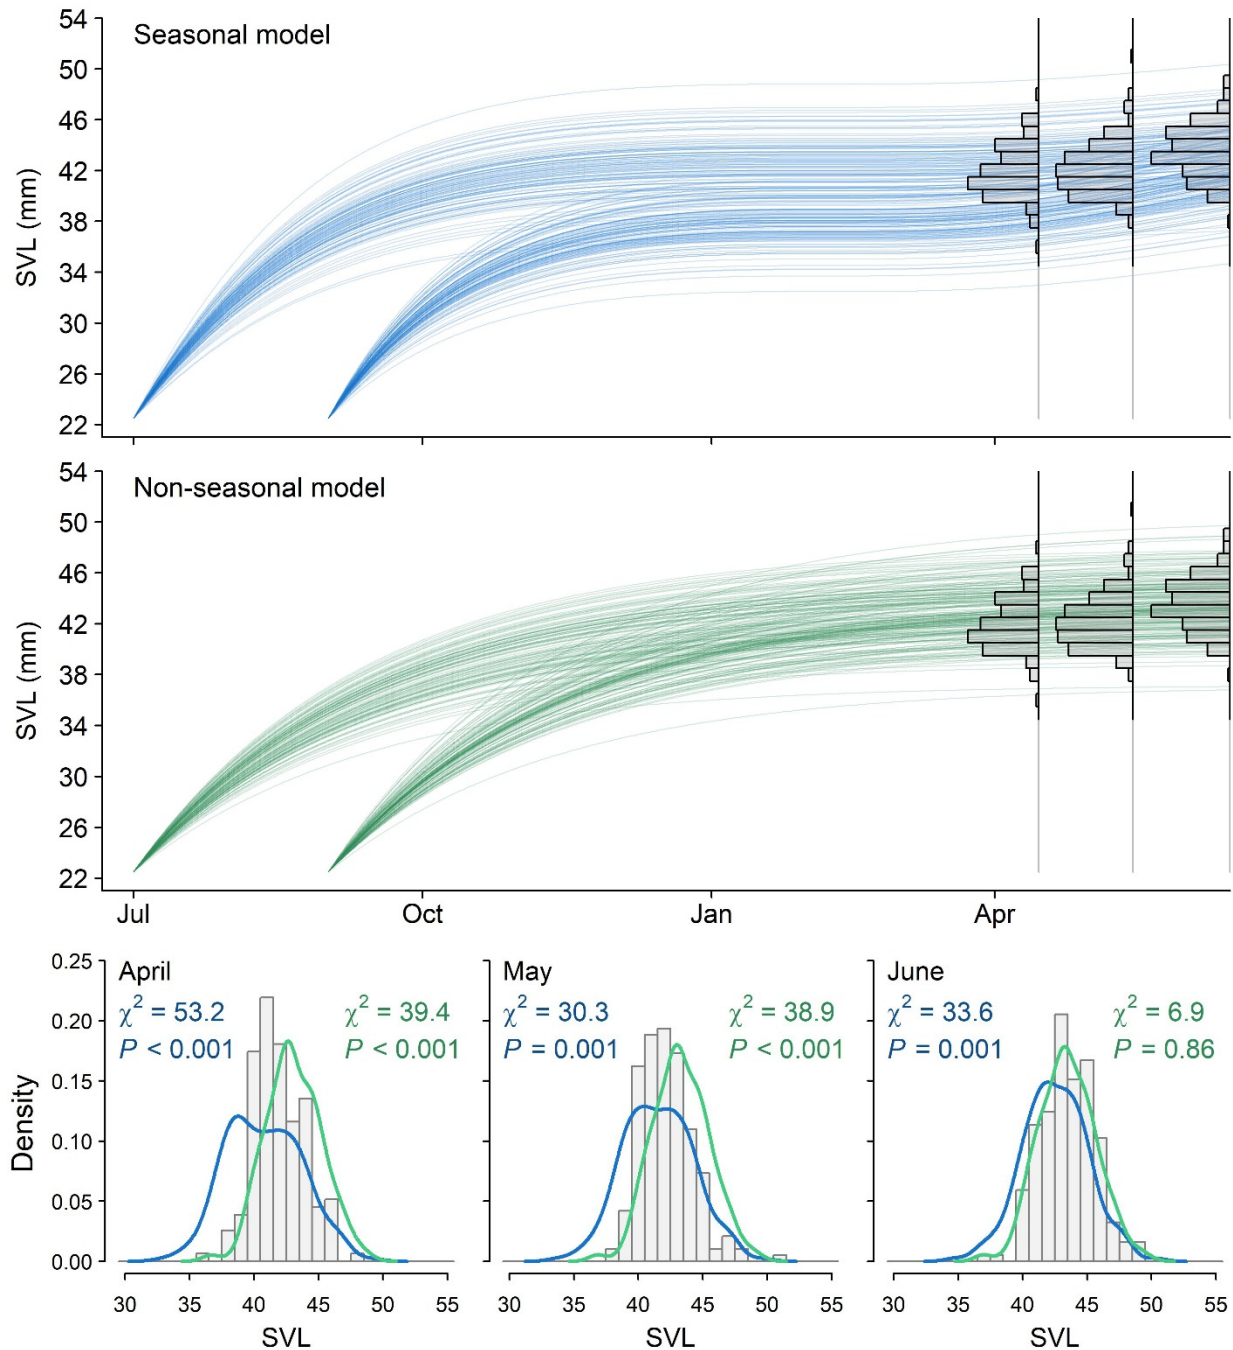 Seasonal model
SVL (mm)
54
50
46
42
38
34
30
26
22
Non-seasonal model
SVL (mm)
54
50
46
42
38
34
30
26
22
Jul Oct Jan Apr
Density
0.25
0.20
0.15
0.10
0.05
0.00
April
χ² = 53.2 χ² = 39.4
P < 0.001 P < 0.001
30 35 40 45 50 55
SVL
May
χ² = 30.3 χ² = 38.9
P = 0.001 P < 0.001
30 35 40 45 50 55
SVL
June
χ² = 33.6 χ² = 6.9
P = 0.001 P = 0.86
30 35 40 45 50 55
SVL